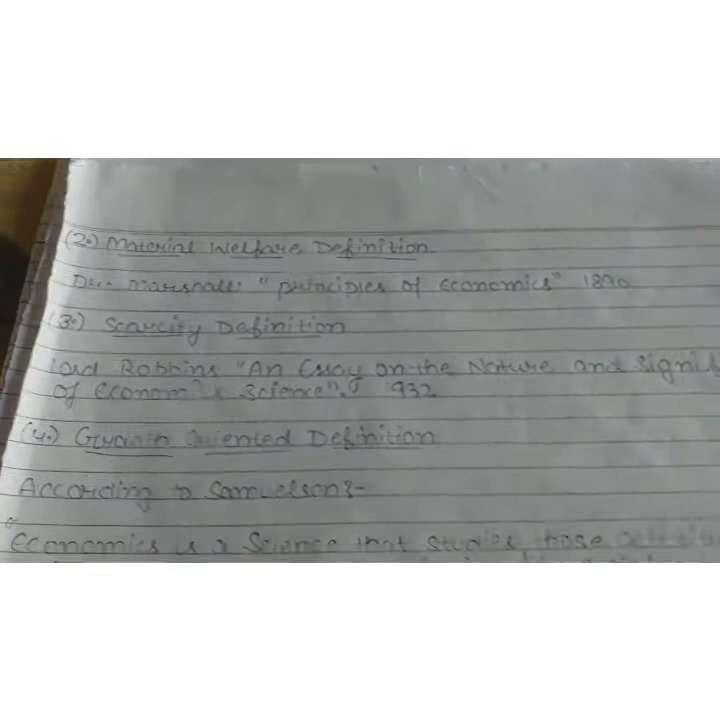 (2.) Material Welfare Definition
Dr.- Marshall: "principles of Economics" 1890
(3.) Scarcity Definition
Lord Robbins "An Essay on the Nature and Signif
of Economic Science", 1932
(4.) Growth Oriented Definition
According to Samuelson:-
"Economics is a Science that studies those